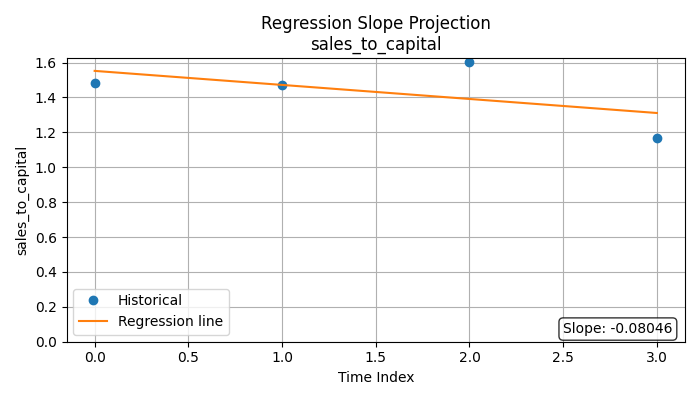 Regression Slope Projection
sales_to_capital
1.6
1.4
1.2
1.0
0.8
0.6
0.4
0.2
0.0
sales_to_capital
Historical
Regression line
Slope: -0.08046
0.0 0.5 1.0 1.5 2.0 2.5 3.0
Time Index